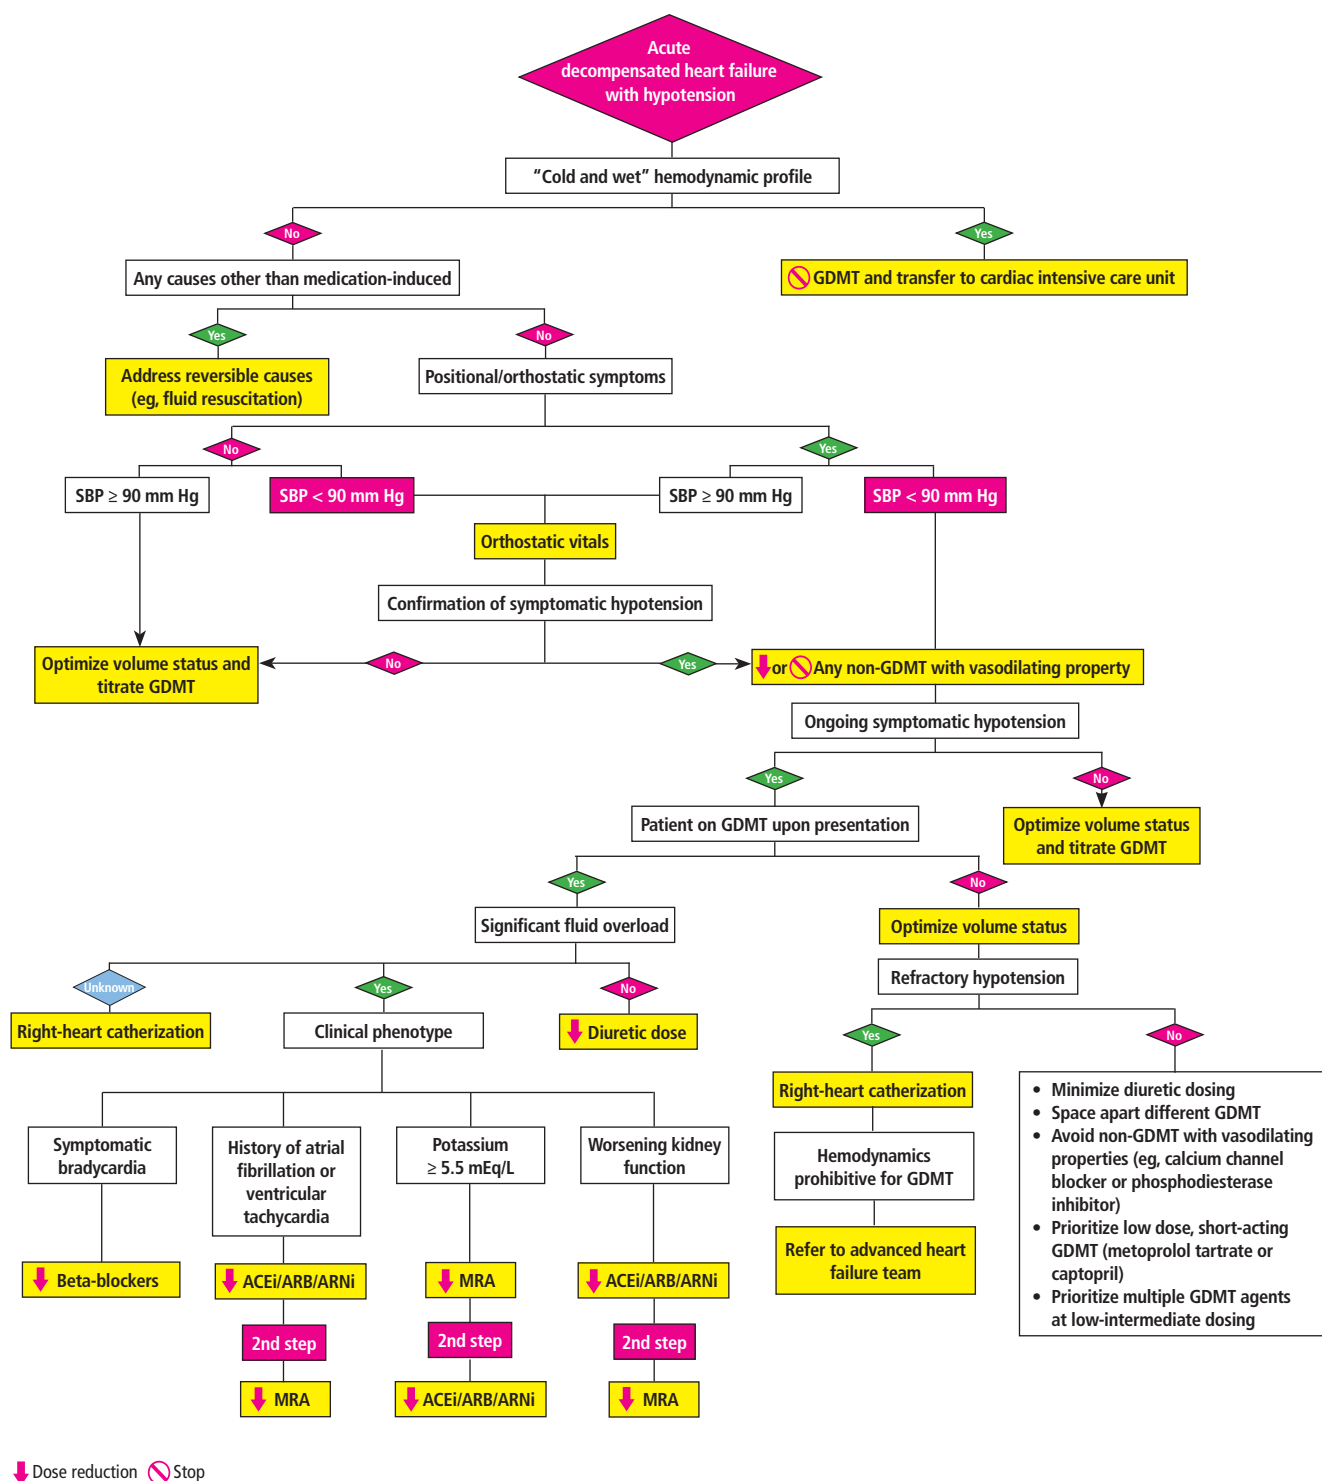 Acute
decompensated heart failure
with hypotension
“Cold and wet” hemodynamic profile
No
Yes
Any causes other than medication-induced
GDMT and transfer to cardiac intensive care unit
Yes
No
Address reversible causes
(eg, fluid resuscitation)
Positional/orthostatic symptoms
No
Yes
SBP ≥ 90 mm Hg
SBP < 90 mm Hg
SBP ≥ 90 mm Hg
SBP < 90 mm Hg
Orthostatic vitals
Confirmation of symptomatic hypotension
Optimize volume status and
titrate GDMT
No
Yes
or
Any non-GDMT with vasodilating property
Ongoing symptomatic hypotension
Yes
No
Patient on GDMT upon presentation
Optimize volume status
and titrate GDMT
Yes
No
Significant fluid overload
Optimize volume status
Unknown
Yes
No
Refractory hypotension
Right-heart catherization
Clinical phenotype
Diuretic dose
Yes
No
Symptomatic
bradycardia
History of atrial
fibrillation or
ventricular
tachycardia
Potassium
≥ 5.5 mEq/L
Worsening kidney
function
Beta-blockers
ACEi/ARB/ARNi
MRA
ACEi/ARB/ARNi
2nd step
2nd step
2nd step
MRA
ACEi/ARB/ARNi
MRA
Right-heart catherization
Hemodynamics
prohibitive for GDMT
Refer to advanced heart
failure team
• Minimize diuretic dosing
• Space apart different GDMT
• Avoid non-GDMT with vasodilating
properties (eg, calcium channel
blocker or phosphodiesterase
inhibitor)
• Prioritize low dose, short-acting
GDMT (metoprolol tartrate or
captopril)
• Prioritize multiple GDMT agents
at low-intermediate dosing
Dose reduction
Stop